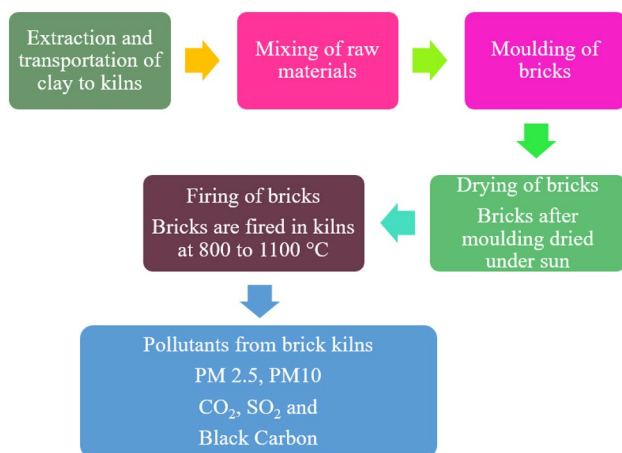 Extraction and
transportation of
clay to kilns
Mixing of raw
materials
Moulding of
bricks
Drying of bricks
Bricks after
moulding dried
under sun
Firing of bricks
Bricks are fired in kilns
at 800 to 1100 °C
Pollutants from brick kilns
PM 2.5, PM10
CO₂, SO₂ and
Black Carbon